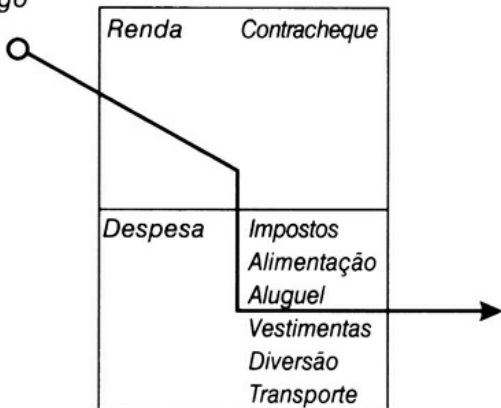 Renda Contracheque
Despesa Impostos
Alimentação
Aluguel
Vestimentas
Diversão
Transporte